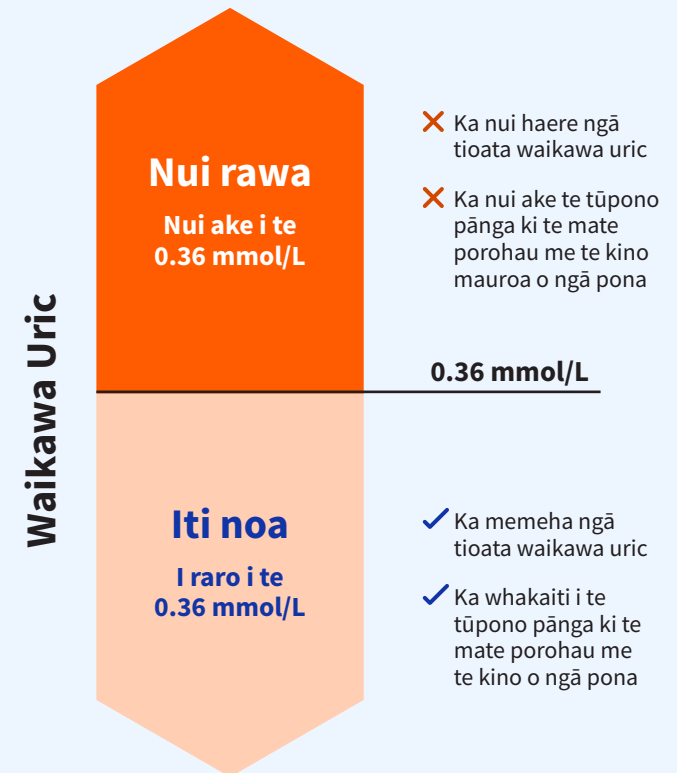 Waikawa Uric
Nui rawa
Nui ake i te
0.36 mmol/L
Ka nui haere ngā
tioata waikawa uric
Ka nui ake te tūpono
pānga ki te mate
porohau me te kino
mauroa o ngā pona
0.36 mmol/L
Iti noa
I raro i te
0.36 mmol/L
Ka memeha ngā
tioata waikawa uric
Ka whakaiti i te
tūpono pānga ki te
mate porohau me
te kino o ngā pona